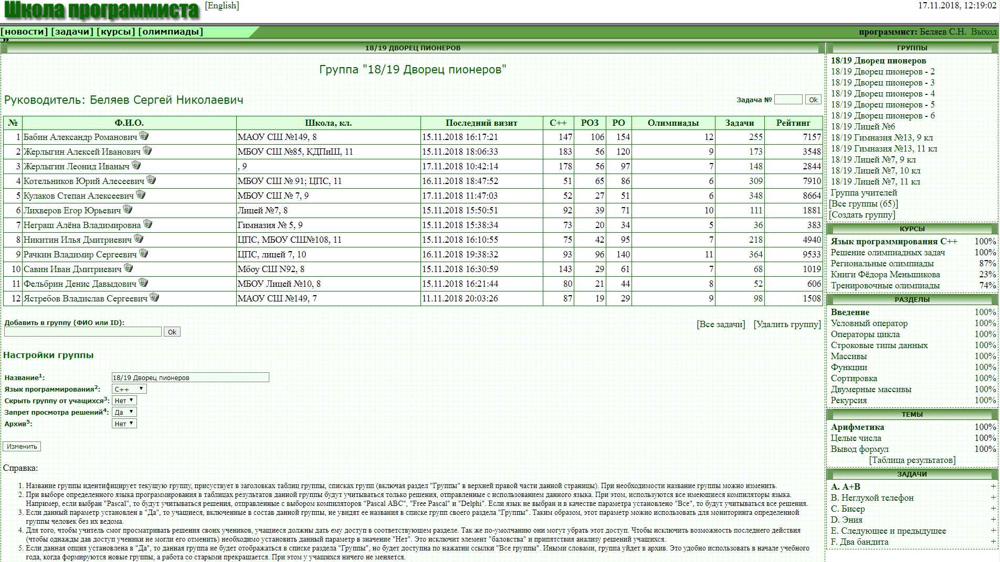 Школа программиста [English] 17.11.2018, 12:19:02
[новости] [задачи] [курсы] [олимпиады] программист: Беляев С.Н. Выход
18/19 ДВОРЕЦ ПИОНЕРОВ
Группа "18/19 Дворец пионеров"
Руководитель: Беляев Сергей Николаевич Задача № Ok
№ Ф.И.О. Школа, кл. Последний визит C++ РОЗ РО Олимпиады Задачи Рейтинг
1 Бабин Александр Романович МАОУ СШ №149, 8 15.11.2018 16:17:21 147 106 154 12 255 7157
2 Жерлыгин Алексей Иванович МБОУ СШ №85, КДПиШ, 11 15.11.2018 18:06:33 183 56 120 9 173 3548
3 Жерлыгин Леонид Иваныч , 9 17.11.2018 10:42:14 178 56 97 7 148 2844
4 Котельников Юрий Алесеевич МБОУ СШ № 91; ЦПС, 11 16.11.2018 18:47:52 51 65 86 6 309 7910
5 Кулаков Степан Алексеевич МБОУ СШ № 7, 9 17.11.2018 11:47:03 52 27 51 6 348 8664
6 Лихверов Егор Юрьевич Лицей №7, 8 15.11.2018 15:50:51 92 39 71 10 111 1881
7 Неграш Алёна Владимировна Гимназия № 5, 9 15.11.2018 15:38:34 73 20 34 5 36 383
8 Никитин Илья Дмитриевич ЦПС, МБОУ СШ№108, 11 15.11.2018 16:10:55 75 42 95 7 218 4940
9 Рачкин Владимир Сергеевич ЦПС, лицей 7, 10 16.11.2018 19:38:32 93 96 140 11 364 9533
10 Савин Иван Дмитриевич Мбоу СШ N92, 8 15.11.2018 16:30:59 143 29 61 7 68 1019
11 Фельбрин Денис Давыдович МБОУ Лицей №10, 8 15.11.2018 16:21:44 80 21 44 8 52 606
12 Ястребов Владислав Сергеевич МАОУ СШ №149, 7 11.11.2018 20:03:26 87 19 29 9 98 1508
Добавить в группу (ФИО или ID): [Все задачи] [Удалить группу]
Ok
Настройки группы
Название1: 18/19 Дворец пионеров
Язык программирования2: C++
Скрыть группу от учащихся3: Нет
Запрет просмотра решений4: Да
Архив5: Нет
Изменить
Справка:
1. Название группы идентифицирует текущую группу, присуствует в заголовках таблиц группы, списках групп (включая раздел "Группы" в верхней правой части данной страницы). При необходимости название группы можно изменить.
2. При выборе определенного языка программирования в таблицах результатов данной группы будут учитываться только решения, отправленные с использованием данного языка. При этом, используются все имеющиеся компиляторы языка.
Например, если выбран "Pascal", то будут учитываться решения, отправленные с выбором компиляторов "Pascal ABC", "Free Pascal" и "Delphi". Если язык не выбран и в качестве параметра установлено "Все", то будут учитываться все решения.
3. Если данный параметр установлен в "Да", то учащиеся, включенные в состав данной группы, не увидят ее названия в списке групп своего раздела "Группы". Таким образом, этот параметр можно использовать для мониторинга определенной
группы человек без их ведома.
4. Для того, чтобы учитель смог просматривать решения своих учеников, учащиеся должны дать ему доступ в соответствующем разделе. Так же по-умолчанию они могут убрать этот доступ. Чтобы исключить возможность последнего действия
(чтобы однажды дав доступ ученики не могли его отменить) необходимо установить данный параметр в значение "Нет". Это исключит элемент "баловства" и припятствия анализу решений учащихся.
5. Если данная опция установлена в "Да", то данная группа не будет отображаться в списке раздела "Группы", но будет доступна по нажатии ссылки "Все группы". Иными словами, группа уйдет в архив. Это удобно использовать в начале учебного
года, когда формируются новые группы, а работа со старыми прекращается. При этом у учащихся ничего не меняется.
ГРУППЫ
18/19 Дворец пионеров
18/19 Дворец пионеров - 2
18/19 Дворец пионеров - 3
18/19 Дворец пионеров - 4
18/19 Дворец пионеров - 5
18/19 Дворец пионеров - 6
18/19 Лицей №6
18/19 Гимназия №13, 9 кл
18/19 Гимназия №13, 11 кл
18/19 Лицей №7, 9 кл
18/19 Лицей №7, 10 кл
18/19 Лицей №7, 11 кл
Группа учителей
[Все группы (65)]
[Создать группу]
КУРСЫ
Язык программирования C++ 100%
Решение олимпиадных задач 100%
Региональные олимпиады 87%
Книги Фёдора Меньшикова 23%
Тренировочные олимпиады 74%
РАЗДЕЛЫ
Введение 100%
Условный оператор 100%
Операторы цикла 100%
Строковые типы данных 100%
Массивы 100%
Функции 100%
Сортировка 100%
Двумерные массивы 100%
Рекурсия 100%
ТЕМЫ
Арифметика 100%
Целые числа 100%
Вывод формул 100%
[Таблица результатов]
ЗАДАЧИ
A. A+B +
B. Неглухой телефон +
C. Бисер +
D. Эния +
E. Следующее и предыдущее +
F. Два бандита +